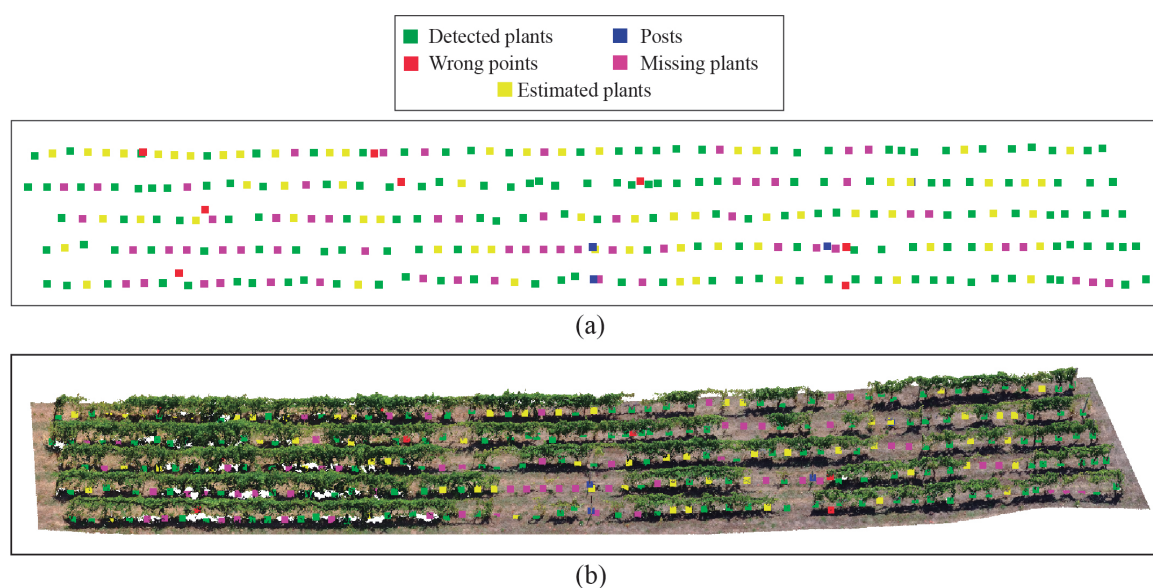 Detected plants
Posts
Wrong points
Missing plants
Estimated plants
(a)
(b)